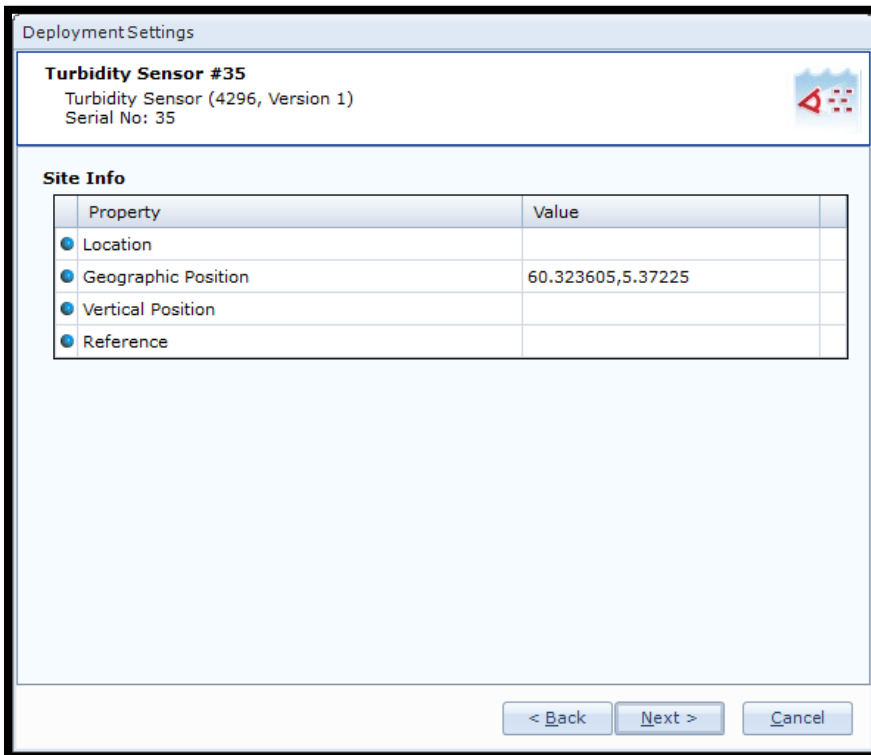 Deployment Settings
Turbidity Sensor #35
Turbidity Sensor (4296, Version 1)
Serial No: 35
Site Info
Property Value
Location
Geographic Position 60.323605,5.37225
Vertical Position
Reference
< Back Next > Cancel